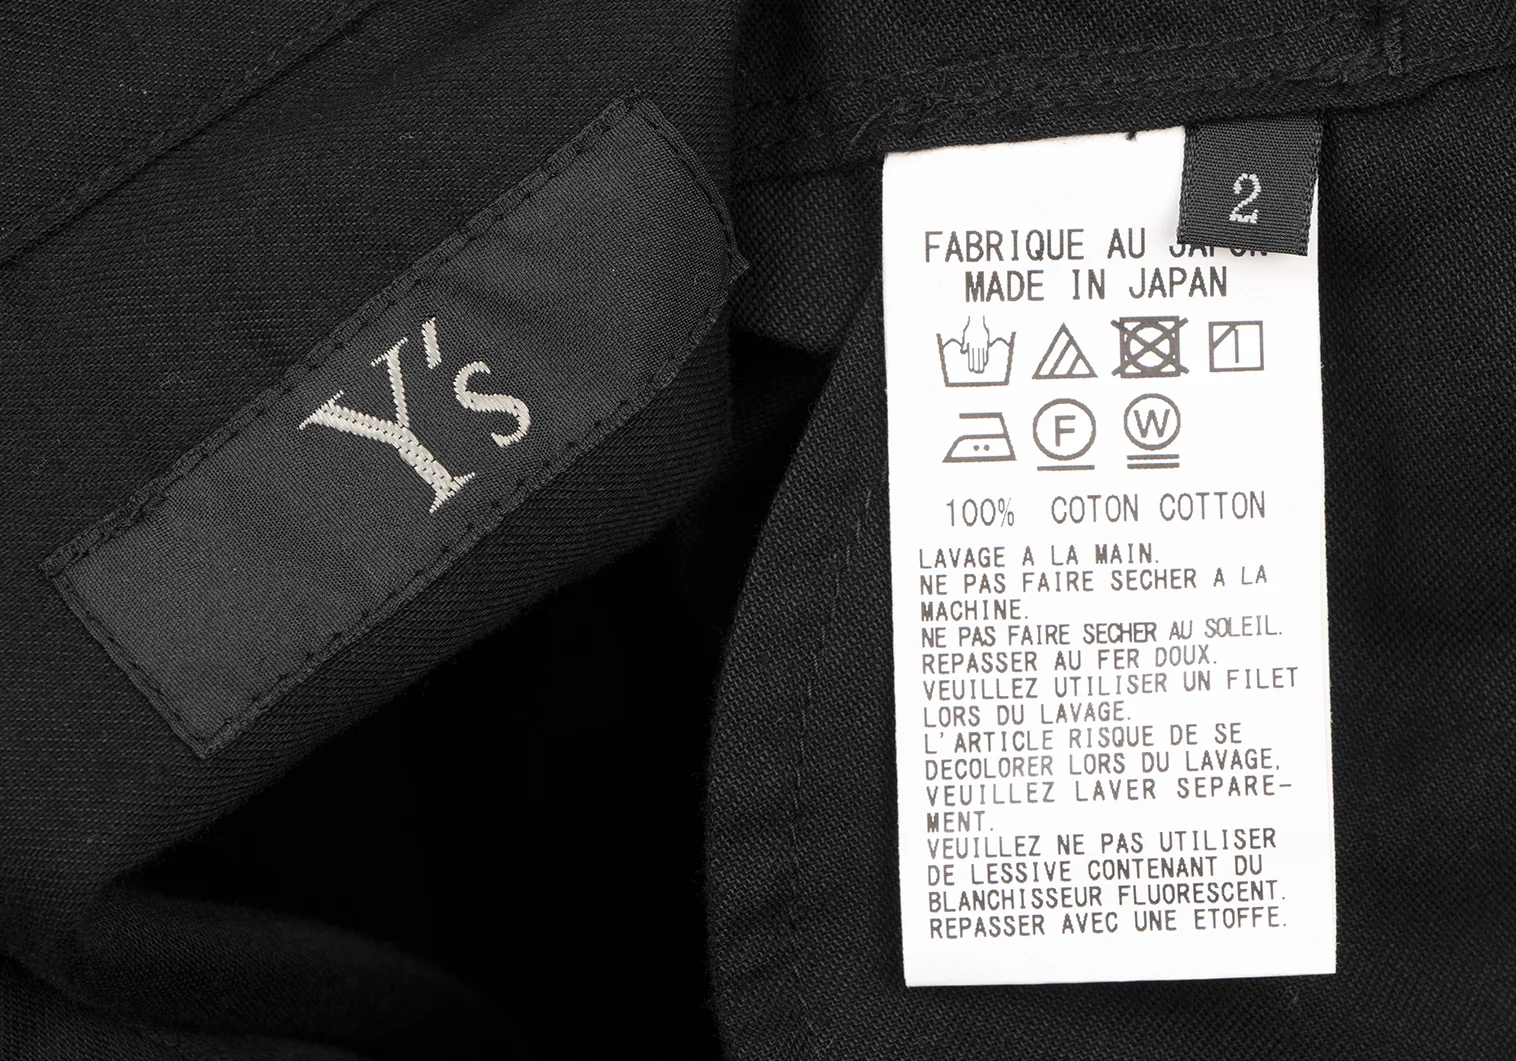 Y's
2
FABRIQUE AU JAPON
MADE IN JAPAN
F W
100% COTON COTTON
LAVAGE A LA MAIN.
NE PAS FAIRE SECHER A LA
MACHINE.
NE PAS FAIRE SECHER AU SOLEIL.
REPASSER AU FER DOUX.
VEUILLEZ UTILISER UN FILET
LORS DU LAVAGE.
L'ARTICLE RISQUE DE SE
DECOLORER LORS DU LAVAGE,
VEUILLEZ LAVER SEPARE-
MENT.
VEUILLEZ NE PAS UTILISER
DE LESSIVE CONTENANT DU
BLANCHISSEUR FLUORESCENT.
REPASSER AVEC UNE ETOFFE.